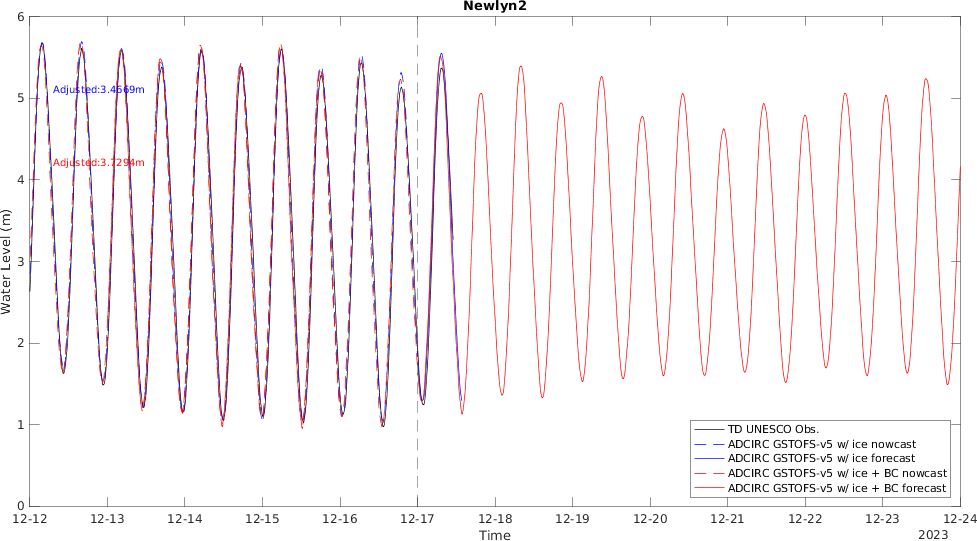 Newlyn2
6
5
4
3
2
1
0
Water Level (m)
Adjusted:3.4669m
Adjusted:3.7294m
TD UNESCO Obs.
ADCIRC GSTOFS-v5 w/ ice nowcast
ADCIRC GSTOFS-v5 w/ ice forecast
ADCIRC GSTOFS-v5 w/ ice + BC nowcast
ADCIRC GSTOFS-v5 w/ ice + BC forecast
12-12 12-13 12-14 12-15 12-16 12-17 12-18 12-19 12-20 12-21 12-22 12-23 12-24
Time
2023